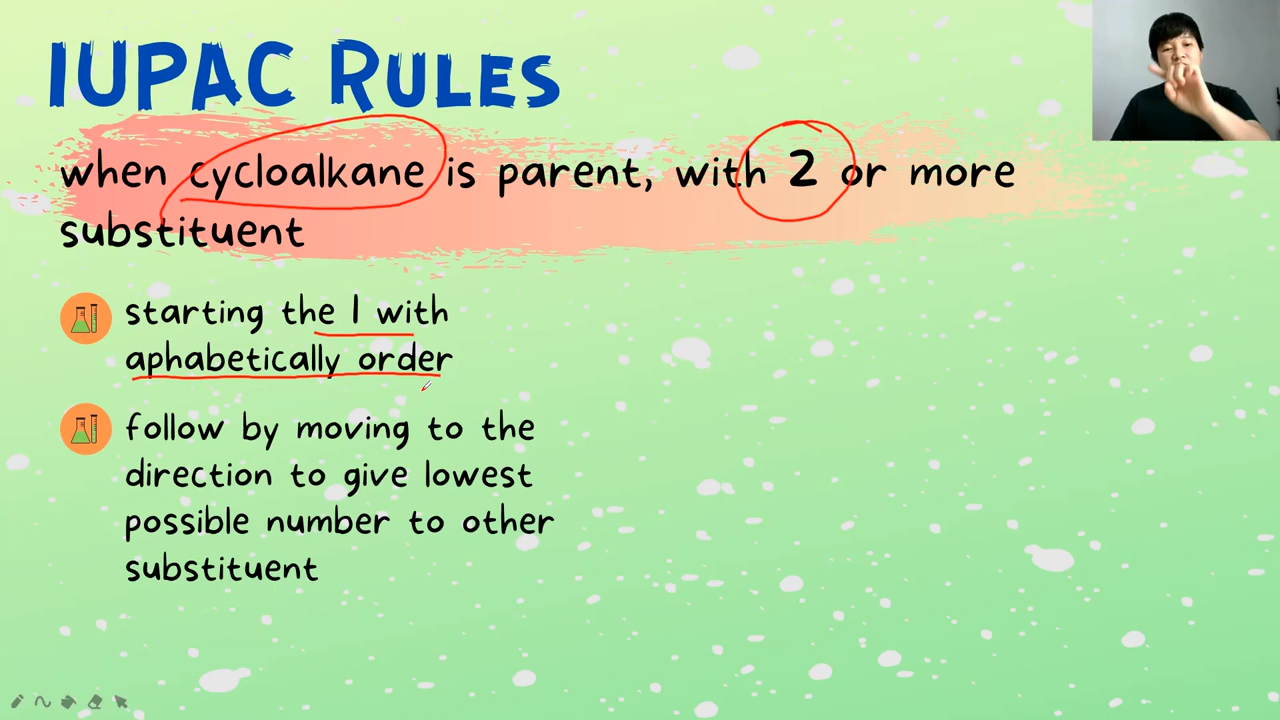 IUPAC Rules
when cycloalkane is parent, with 2 or more
substituent
starting the 1 with
aphabetically order
follow by moving to the
direction to give lowest
possible number to other
substituent